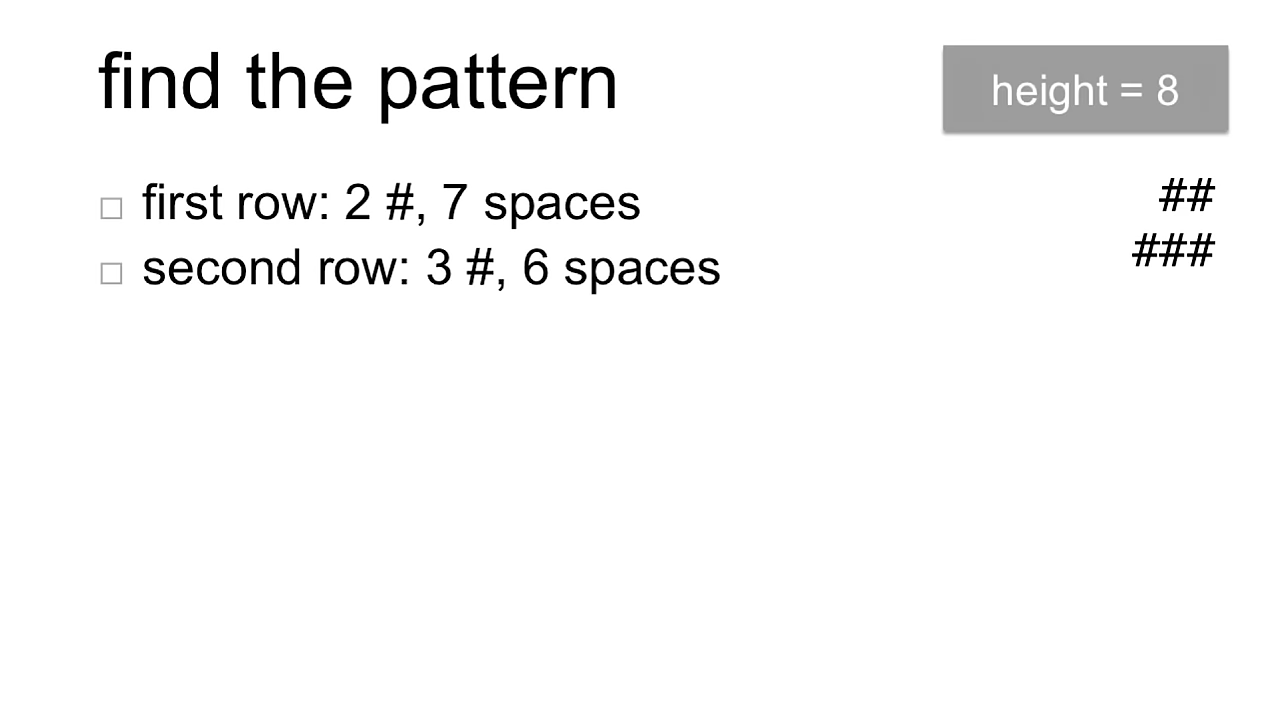 find the pattern
height = 8
first row: 2 #, 7 spaces
##
second row: 3 #, 6 spaces
###